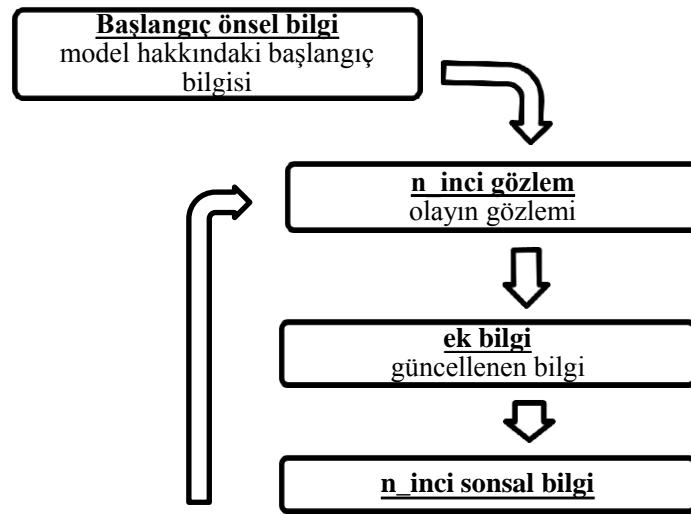 Başlangıç önsel bilgi
model hakkındaki başlangıç
bilgisi
n_inci gözlem
olayın gözlemi
ek bilgi
güncellenen bilgi
n_inci sonsal bilgi